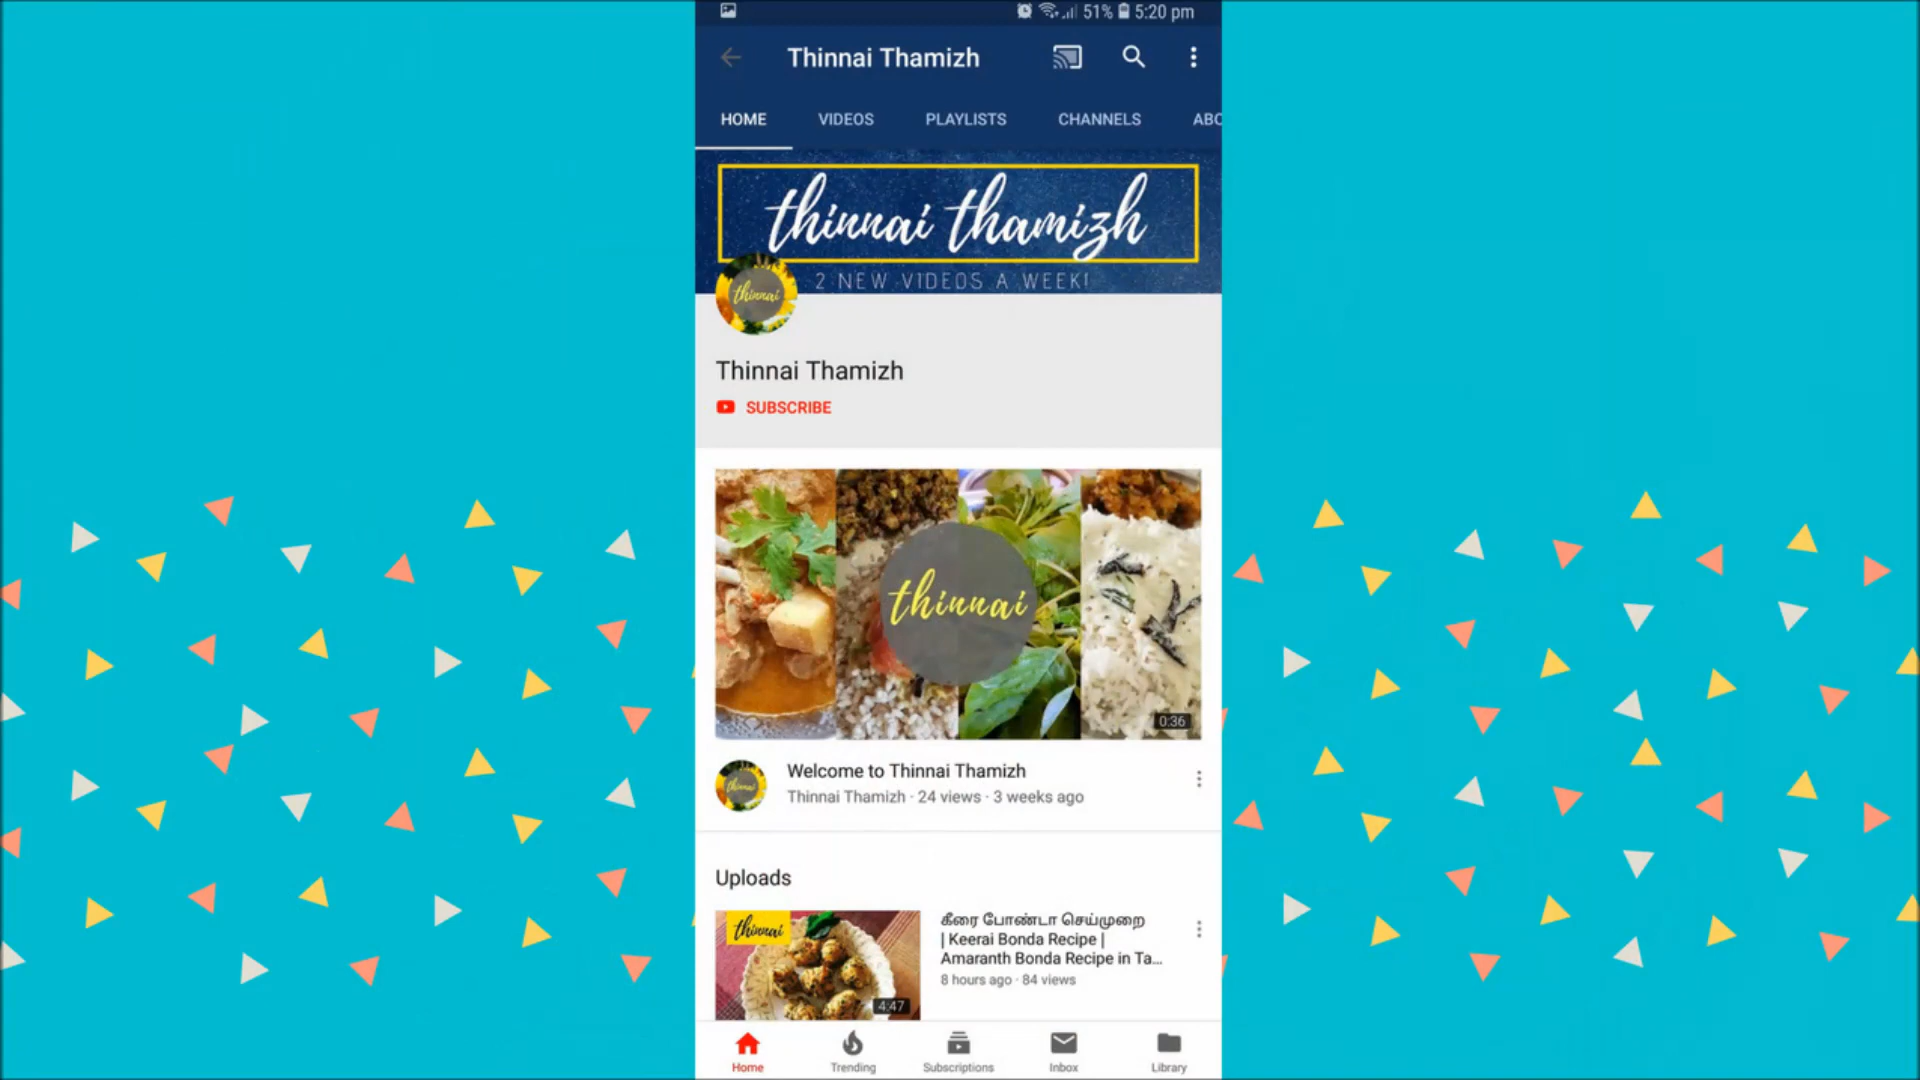 51% 5:20 pm
Thinnai Thamizh
HOME VIDEOS PLAYLISTS CHANNELS ABO
thinnai thamizh
2 NEW VIDEOS A WEEK!
thinnai
Thinnai Thamizh
SUBSCRIBE
thinnai
0:36
Welcome to Thinnai Thamizh
thinnai
Thinnai Thamizh · 24 views · 3 weeks ago
Uploads
thinnai
4:47
கீரை போண்டா செய்முறை
| Keerai Bonda Recipe |
Amaranth Bonda Recipe in Ta...
8 hours ago · 84 views
Home Trending Subscriptions Inbox Library